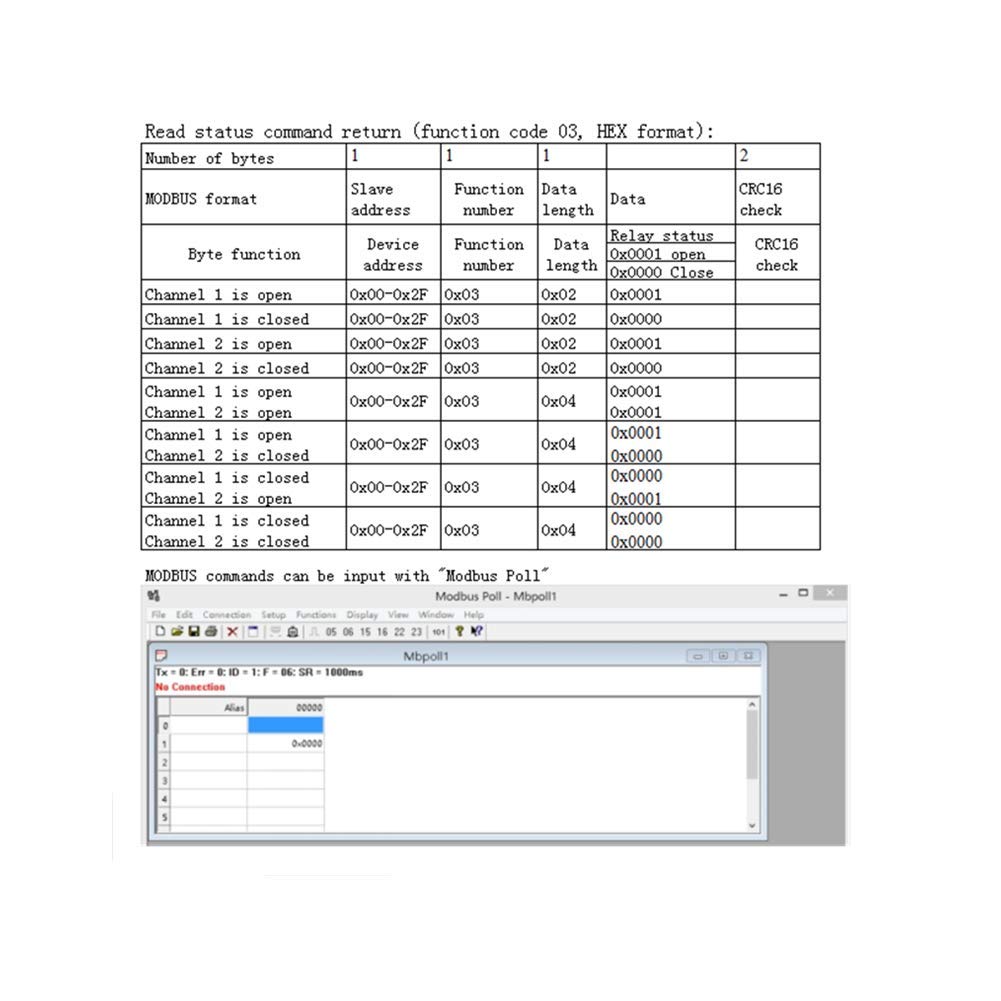 Read status command return (function code 03, HEX format):
Number of bytes 1 1 1 2
MODBUS format Slave address Function number Data length Data CRC16 check
Byte function Device address Function number Data length Relay status 0x0001 open 0x0000 Close CRC16 check
Channel 1 is open 0x00-0x2F 0x03 0x02 0x0001
Channel 1 is closed 0x00-0x2F 0x03 0x02 0x0000
Channel 2 is open 0x00-0x2F 0x03 0x02 0x0001
Channel 2 is closed 0x00-0x2F 0x03 0x02 0x0000
Channel 1 is open Channel 2 is open 0x00-0x2F 0x03 0x04 0x0001 0x0001
Channel 1 is open Channel 2 is closed 0x00-0x2F 0x03 0x04 0x0001 0x0000
Channel 1 is closed Channel 2 is open 0x00-0x2F 0x03 0x04 0x0000 0x0001
Channel 1 is closed Channel 2 is closed 0x00-0x2F 0x03 0x04 0x0000 0x0000
MODBUS commands can be input with "Modbus Poll"
Modbus Poll - Mbpoll1
File Edit Connection Setup Functions Display View Window Help
05 06 15 16 22 23 101
Mbpoll1
Tx = 0: Err = 0: ID = 1: F = 06: SR = 1000ms
No Connection
Alias 00000
0
1 0x0000
2
3
4
5